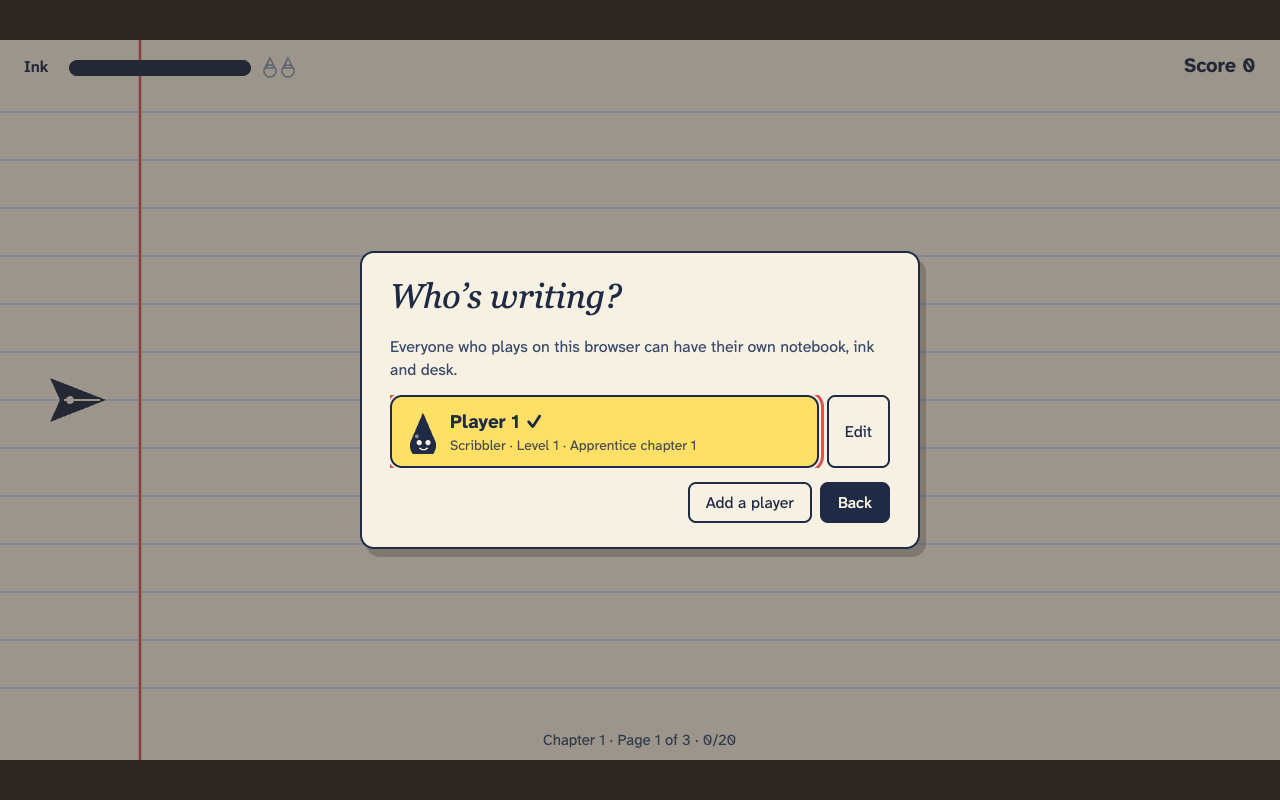 Ink
Score 0
Who's writing?
Everyone who plays on this browser can have their own notebook, ink
and desk.
Player 1 ✓
Scribbler · Level 1 · Apprentice chapter 1
Edit
Add a player
Back
Chapter 1 · Page 1 of 3 · 0/20